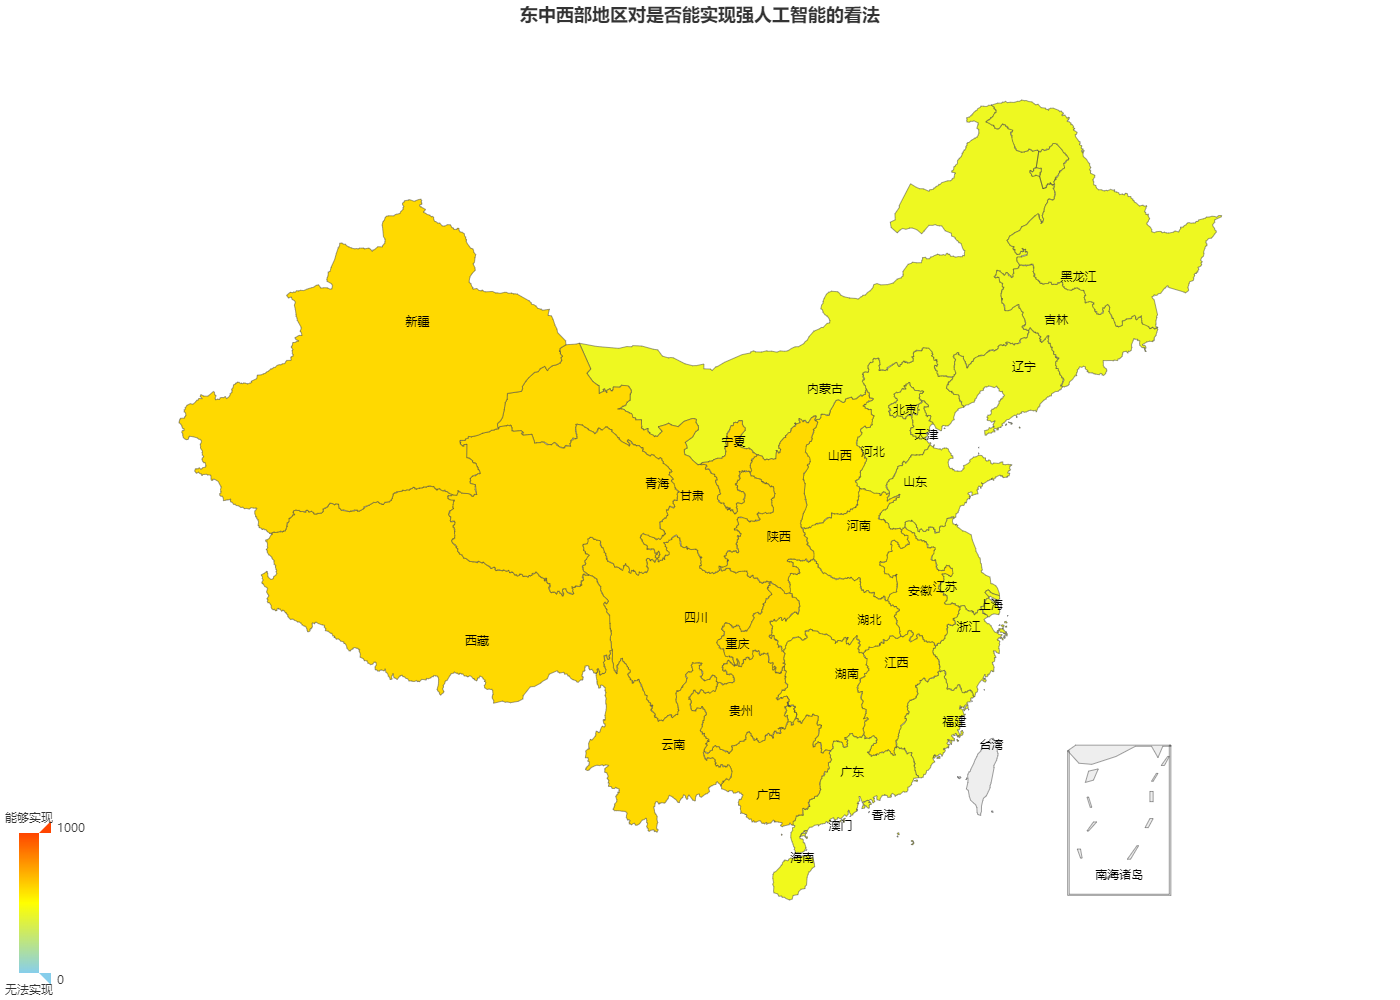 东中西部地区对是否能实现强人工智能的看法
黑龙江
吉林
新疆
辽宁
内蒙古
北京
天津
宁夏
河北
山西
青海
山东
甘肃
河南
陕西
江苏
安徽
上海
四川
湖北
浙江
西藏
重庆
江西
湖南
贵州
福建
云南
台湾
广东
广西
香港
澳门
海南
南海诸岛
能够实现
1000
0
无法实现